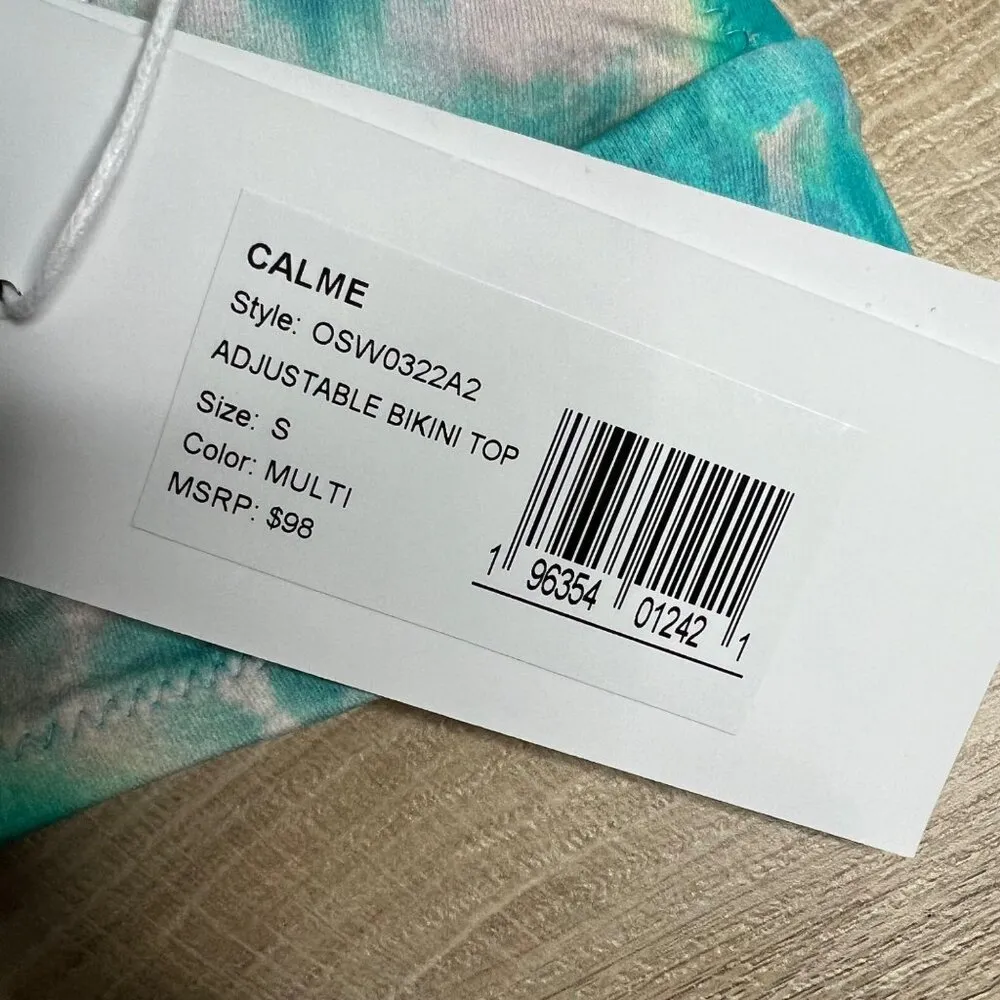 CALME
Style: OSW0322A2
ADJUSTABLE BIKINI TOP
Size: S
Color: MULTI
MSRP: $98
1 96354 01242 1